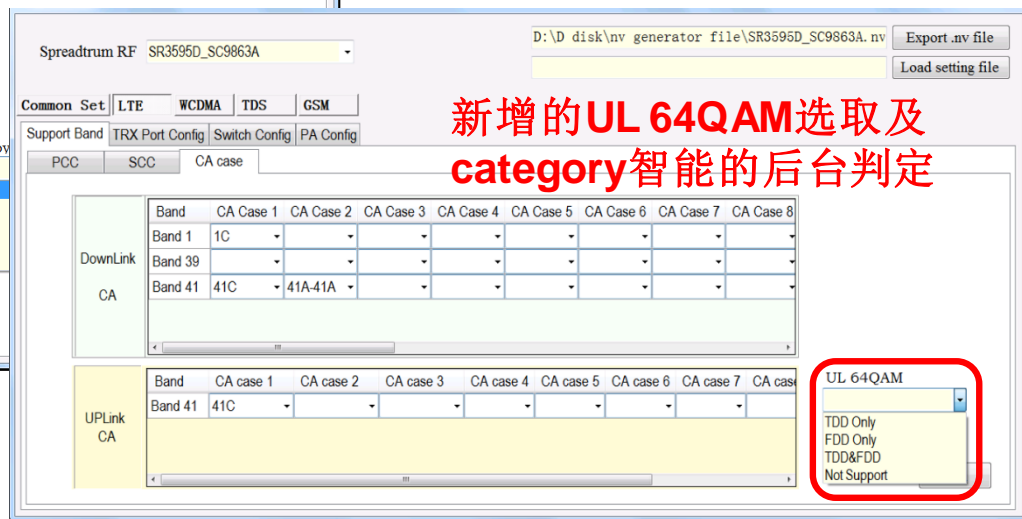 Spreadtrum RF SR3595D_SC9863A
D:\D disk\nv generator file\SR3595D_SC9863A.nv Export .nv file
Load setting file
Common Set LTE WCDMA TDS GSM
新增的UL 64QAM选取及
category智能的后台判定
Support Band TRX Port Config Switch Config PA Config
PCC SCC CA case
Band CA Case 1 CA Case 2 CA Case 3 CA Case 4 CA Case 5 CA Case 6 CA Case 7 CA Case 8
Band 1 1C
DownLink
CA
Band 39
Band 41 41C 41A-41A
Band CA case 1 CA case 2 CA case 3 CA case 4 CA case 5 CA case 6 CA case 7 CA case
Band 41 41C
UPLink
CA
UL 64QAM
TDD Only
FDD Only
TDD&FDD
Not Support